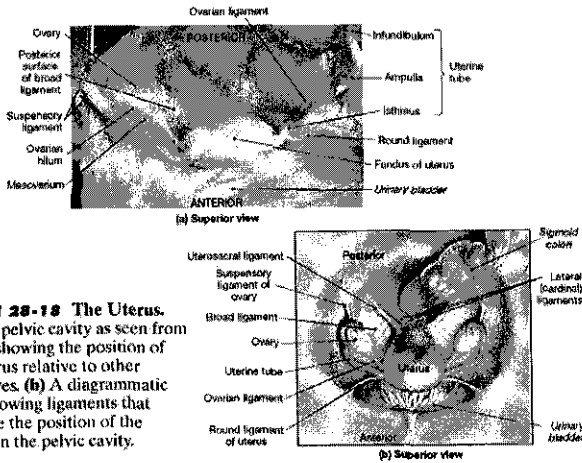 Ovarian ligament
Ovary
POSTERIOR
Infundibulum
Posterior
surface
of broad
ligament
Ampulla
Uterine
tube
Isthmus
Suspensory
ligament
Round ligament
Ovarian
hilum
Fundus of uterus
Mesovarium
Urinary bladder
ANTERIOR
(a) Superior view
Sigmoid
colon
Uterosacral ligament
Posterior
Suspensory
ligament of
ovary
Lateral
(cardinal)
ligaments
Broad ligament
Ovary
Uterine tube
Uterus
Ovarian ligament
Round ligament
of uterus
Anterior
Urinary
bladder
(b) Superior view
28-18 The Uterus.
pelvic cavity as seen from
showing the position of
rus relative to other
es. (b) A diagrammatic
owing ligaments that
e the position of the
n the pelvic cavity.